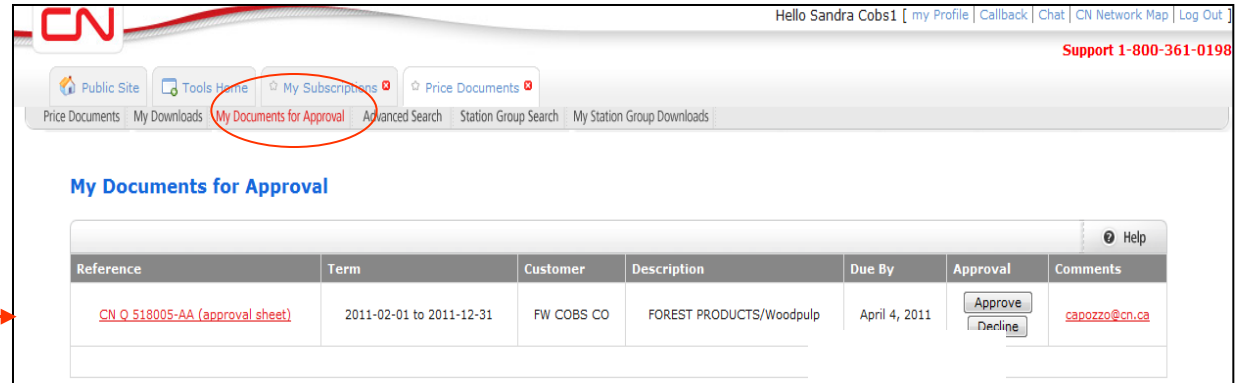 CN
Hello Sandra Cobs1 [ my Profile | Callback | Chat | CN Network Map | Log Out ]
Support 1-800-361-0198
Public Site Tools Home My Subscriptions Price Documents
Price Documents My Downloads My Documents for Approval Advanced Search Station Group Search My Station Group Downloads
My Documents for Approval
Help
Reference Term Customer Description Due By Approval Comments
CN Q 518005-AA (approval sheet) 2011-02-01 to 2011-12-31 FW COBS CO FOREST PRODUCTS/Woodpulp April 4, 2011 Approve capozzo@cn.ca
Decline